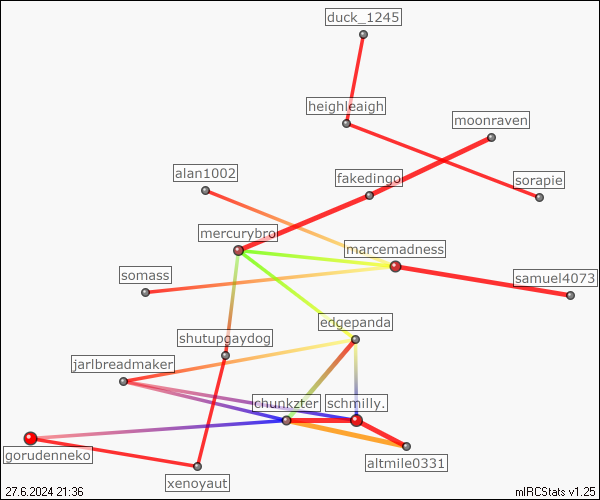 duck_1245
heighleaigh
moonraven
alan1002
fakedingo
sorapie
mercurybro
marcemadness
somass
samuel4073
edgepanda
shutupgaydog
jarlbreadmaker
chunkzter
schmilly.
gorudenneko
altmile0331
xenoyaut
27.6.2024 21:36
mIRCStats v1.25